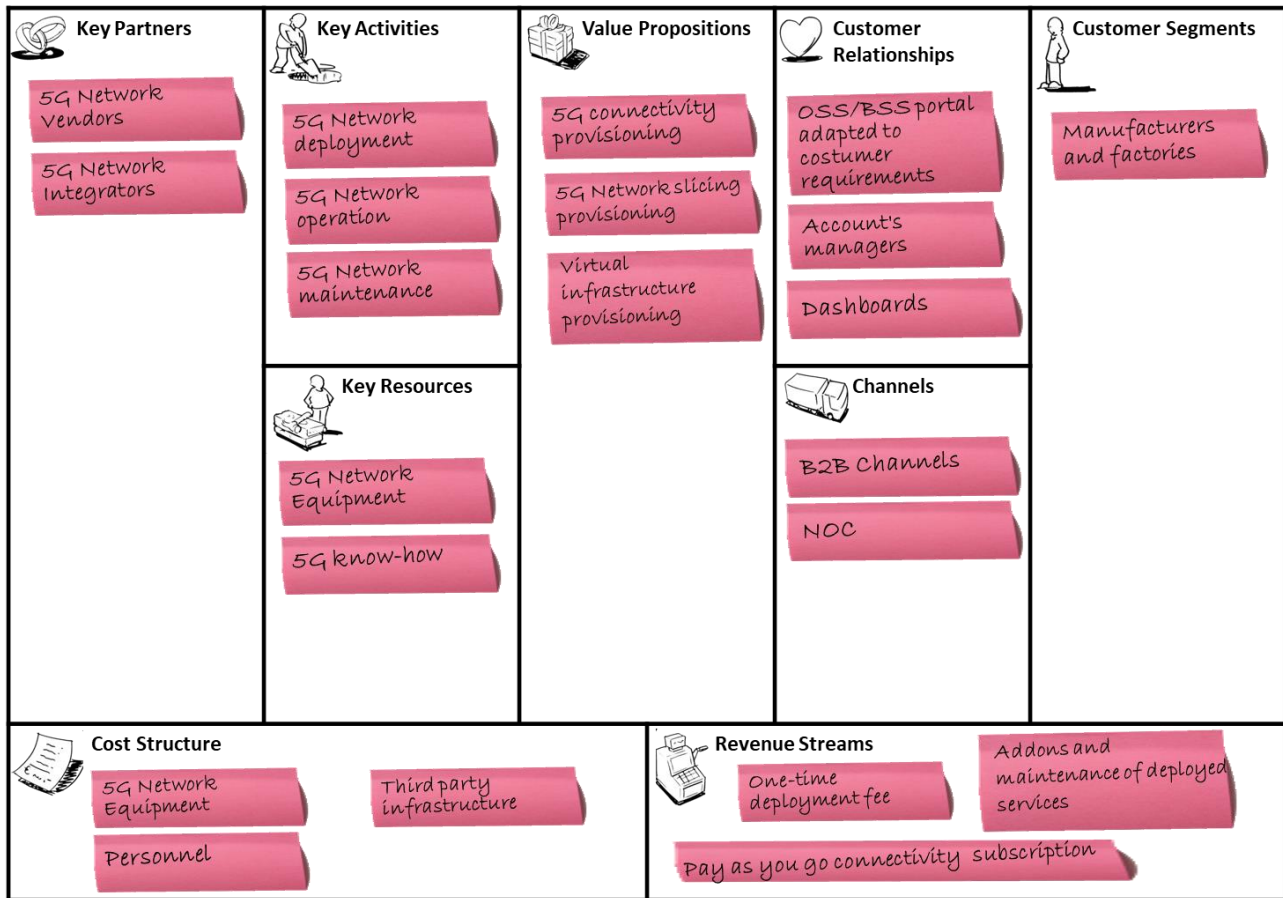 Key Partners
5G Network
Vendors
5G Network
Integrators
Key Activities
5G Network
deployment
5G Network
operation
5G Network
maintenance
Key Resources
5G Network
Equipment
5G know-how
Value Propositions
5G connectivity
provisioning
5G Network slicing
provisioning
Virtual
infrastructure
provisioning
Customer
Relationships
OSS/BSS portal
adapted to
costumer
requirements
Account's
managers
Dashboards
Channels
B2B Channels
NOC
Customer Segments
Manufacturers
and factories
Cost Structure
5G Network
Equipment
Personnel
Third party
infrastructure
Revenue Streams
One-time
deployment fee
Addons and
maintenance of deployed
services
Pay as you go connectivity subscription